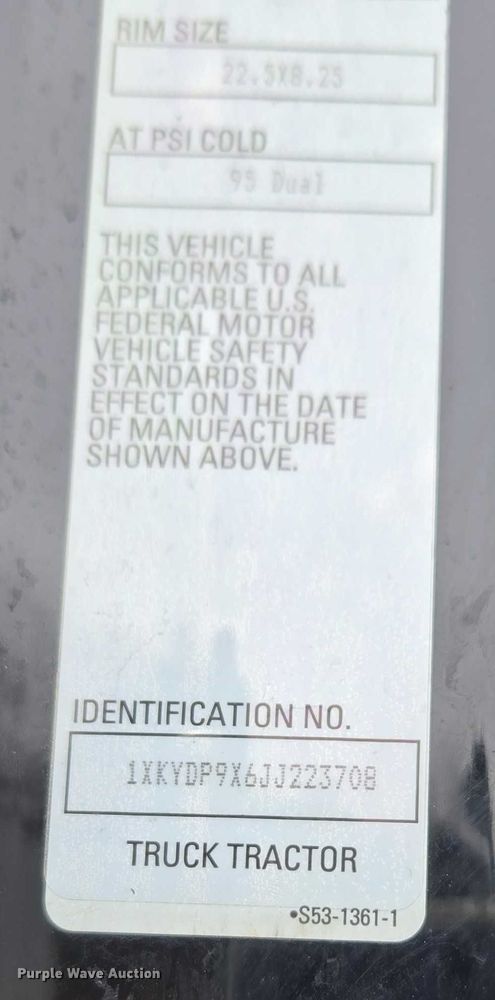 RIM SIZE
22.5X8.25
AT PSI COLD
95 Dual
THIS VEHICLE
CONFORMS TO ALL
APPLICABLE U.S.
FEDERAL MOTOR
VEHICLE SAFETY
STANDARDS IN
EFFECT ON THE DATE
OF MANUFACTURE
SHOWN ABOVE.
IDENTIFICATION NO.
1XKYDP9X6JJ223708
TRUCK TRACTOR
•S53-1361-1
Purple Wave Auction